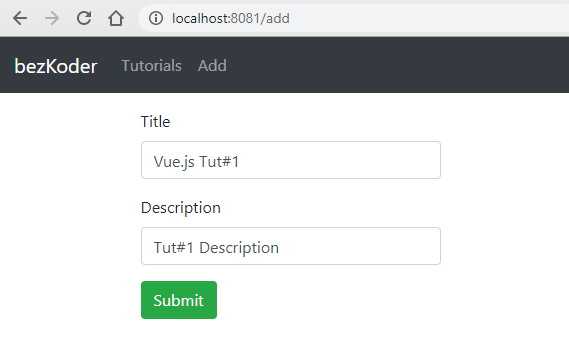 localhost:8081/add
bezKoder Tutorials Add
Title
Vue.js Tut#1
Description
Tut#1 Description
Submit